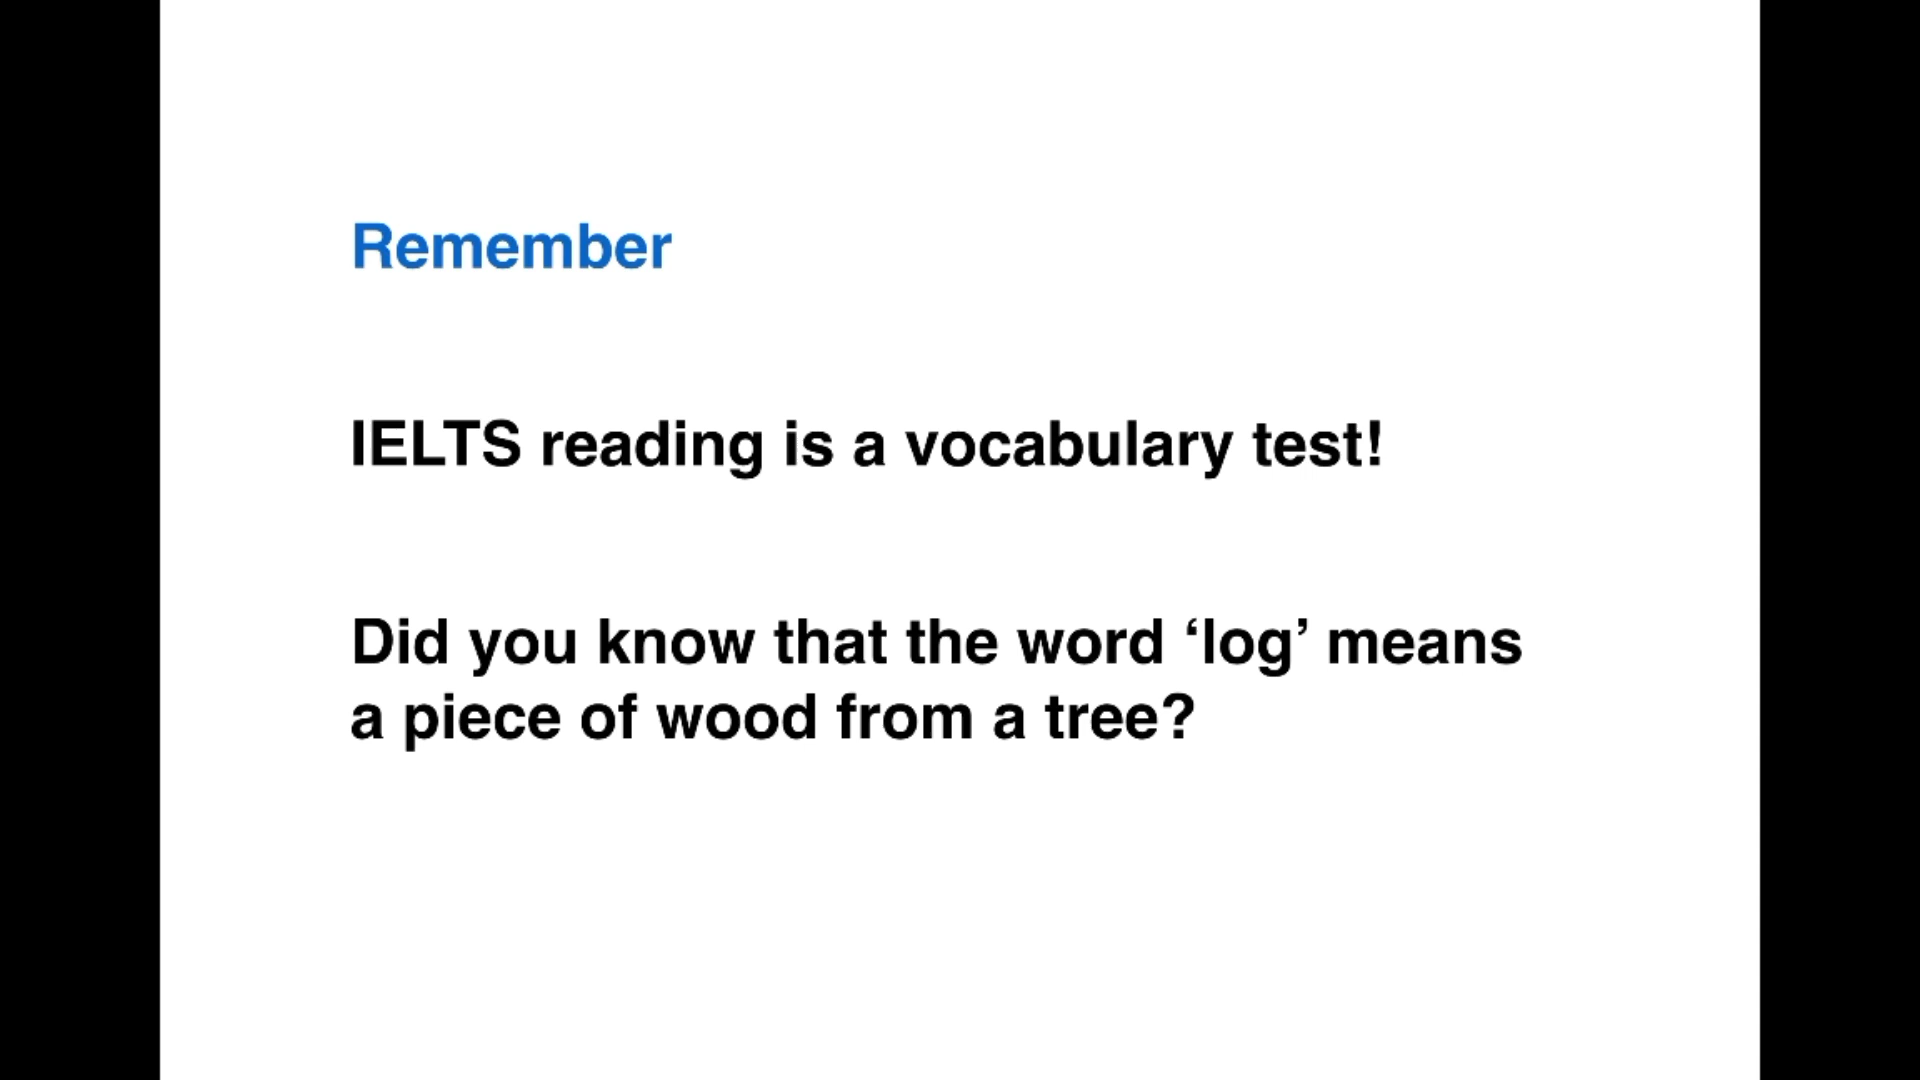 Remember
IELTS reading is a vocabulary test!
Did you know that the word ‘log’ means
a piece of wood from a tree?